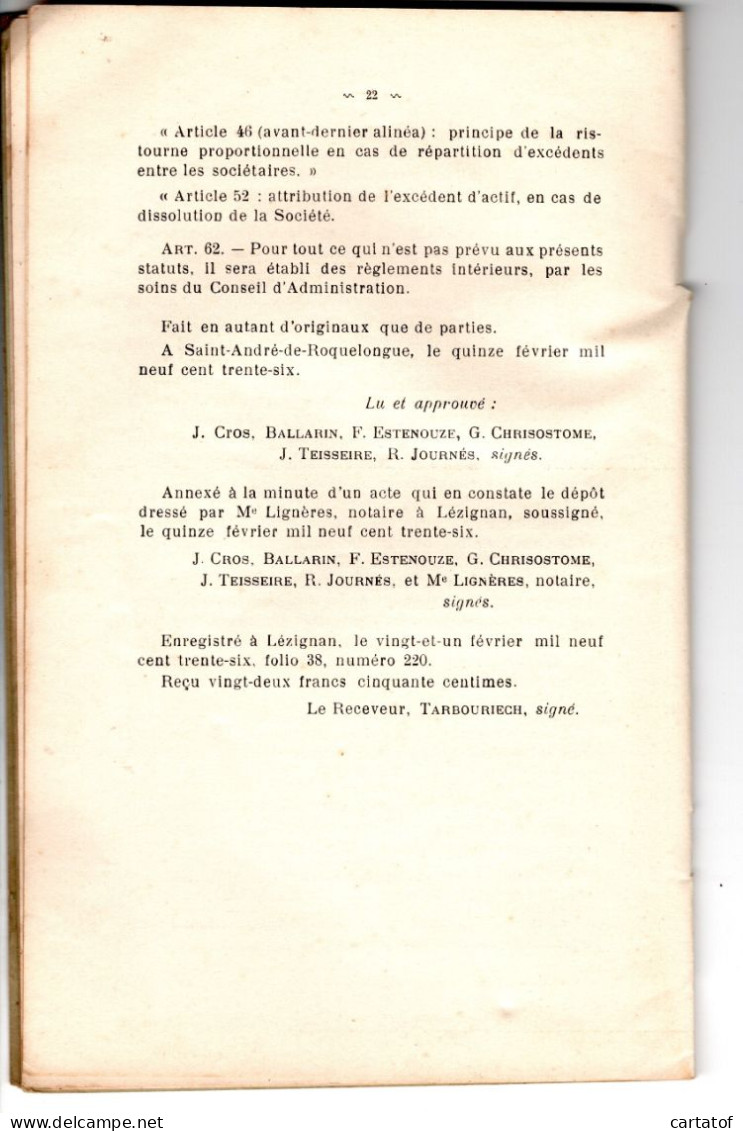 ~ 22 ~
« Article 46 (avant-dernier alinéa) : principe de la ris-
tourne proportionnelle en cas de répartition d'excédents
entre les sociétaires. »
« Article 52 : attribution de l'excédent d'actif, en cas de
dissolution de la Société.
ART. 62. — Pour tout ce qui n'est pas prévu aux présents
statuts, il sera établi des règlements intérieurs, par les
soins du Conseil d'Administration.
Fait en autant d'originaux que de parties.
A Saint-André-de-Roquelongue, le quinze février mil
neuf cent trente-six.
Lu et approuvé :
J. CROS, BALLARIN, F. ESTENOUZE, G. CHRISOSTOME,
J. TEISSEIRE, R. JOURNÉS, signés.
Annexé à la minute d'un acte qui en constate le dépôt
dressé par Me Lignères, notaire à Lézignan, soussigné,
le quinze février mil neuf cent trente-six.
J. CROS, BALLARIN, F. ESTENOUZE, G. CHRISOSTOME,
J. TEISSEIRE, R. JOURNÉS, et Me LIGNÈRES, notaire,
signés.
Enregistré à Lézignan, le vingt-et-un février mil neuf
cent trente-six, folio 38, numéro 220.
Reçu vingt-deux francs cinquante centimes.
Le Receveur, TARBOURIECH, signé.
delcampe.net
cartatof